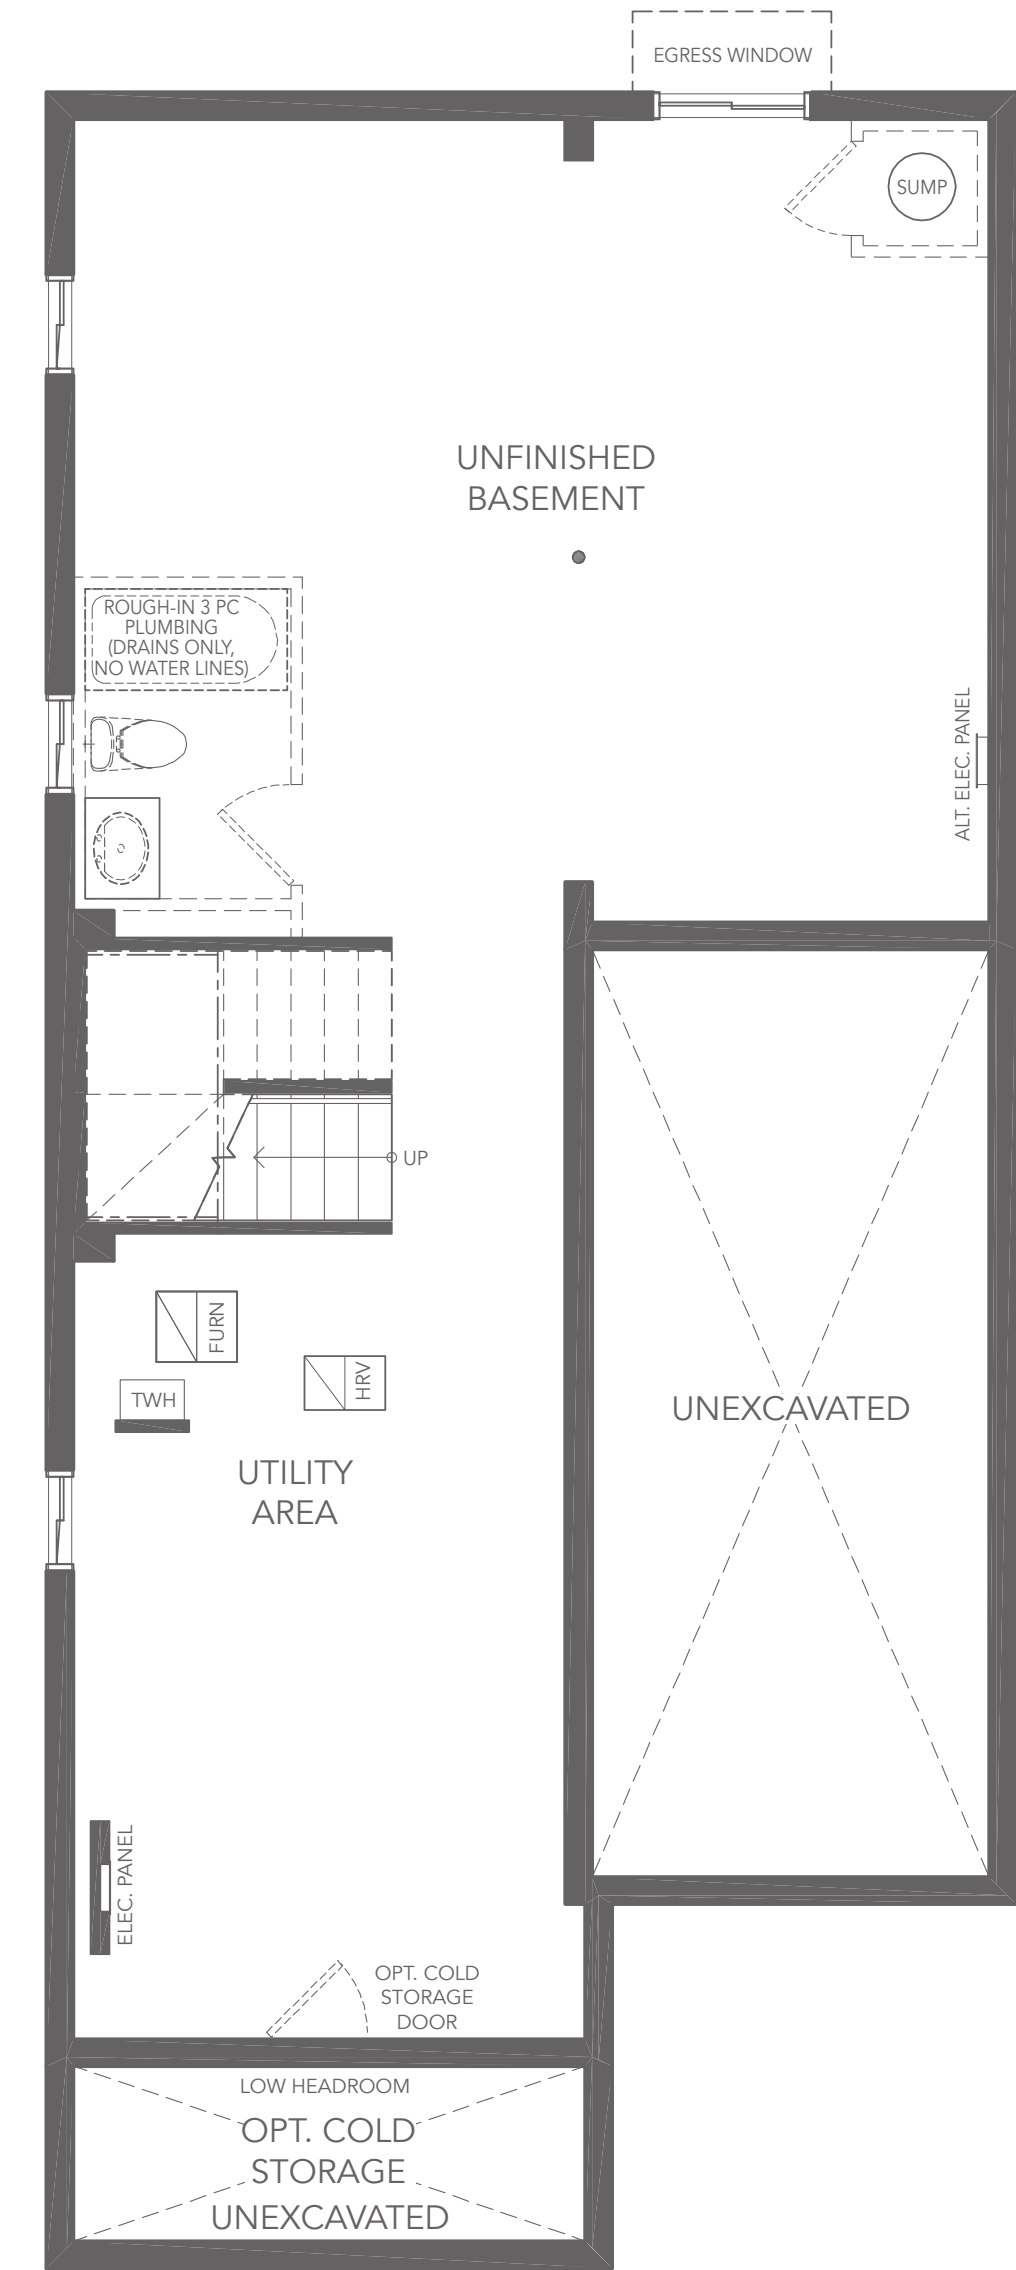 EGRESS WINDOW
SUMP
UNFINISHED
BASEMENT
ROUGH-IN 3 PC
PLUMBING
(DRAINS ONLY,
NO WATER LINES)
ALT. ELEC. PANEL
UP
FURN
HRV
TWH
UNEXCAVATED
UTILITY
AREA
ELEC. PANEL
OPT. COLD
STORAGE
DOOR
LOW HEADROOM
OPT. COLD
STORAGE
UNEXCAVATED